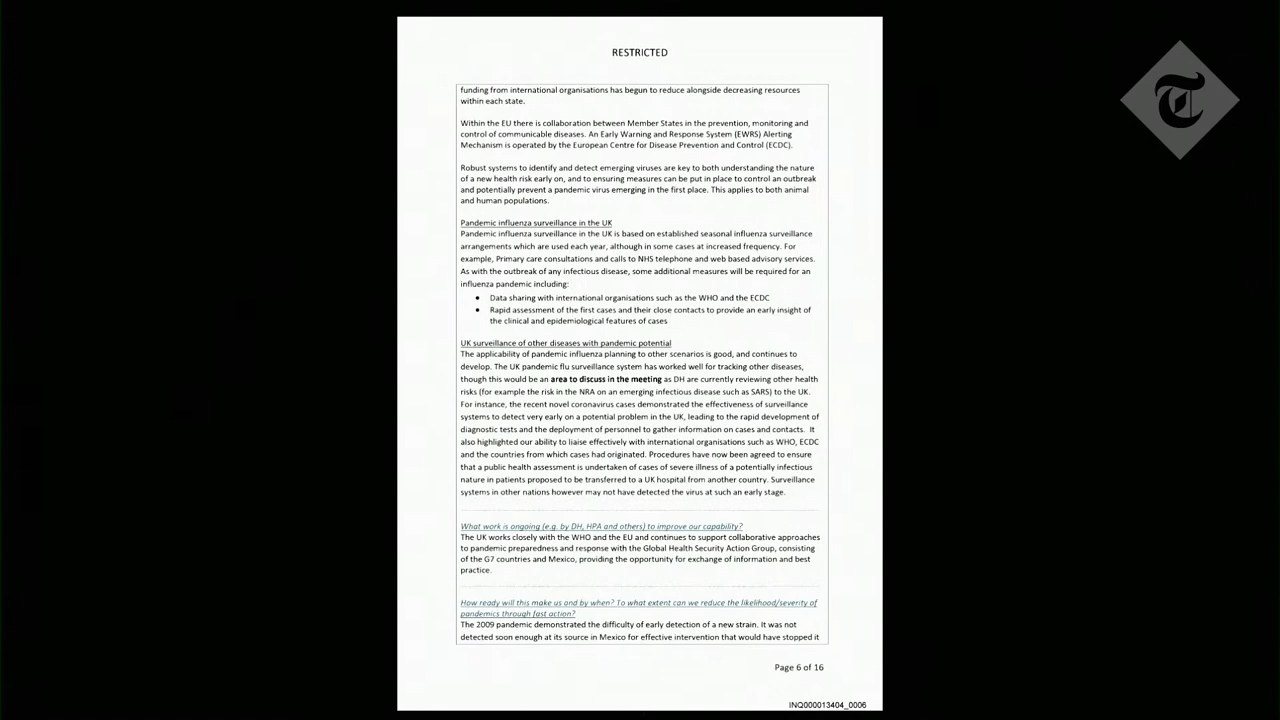 RESTRICTED
funding from international organisations has begun to reduce alongside decreasing resources
within each state.
Within the EU there is collaboration between Member States in the prevention, monitoring and
control of communicable diseases. An Early Warning and Response System (EWRS) Alerting
Mechanism is operated by the European Centre for Disease Prevention and Control (ECDC).
Robust systems to identify and detect emerging viruses are key to both understanding the nature
of a new health risk early on, and to ensuring measures can be put in place to control an outbreak
and potentially prevent a pandemic virus emerging in the first place. This applies to both animal
and human populations.
Pandemic influenza surveillance in the UK
Pandemic influenza surveillance in the UK is based on established seasonal influenza surveillance
arrangements which are used each year, although in some cases at increased frequency. For
example, Primary care consultations and calls to NHS telephone and web based advisory services.
As with the outbreak of any infectious disease, some additional measures will be required for an
influenza pandemic including:
• Data sharing with international organisations such as the WHO and the ECDC
• Rapid assessment of the first cases and their close contacts to provide an early insight of
the clinical and epidemiological features of cases
UK surveillance of other diseases with pandemic potential
The applicability of pandemic influenza planning to other scenarios is good, and continues to
develop. The UK pandemic flu surveillance system has worked well for tracking other diseases,
though this would be an area to discuss in the meeting as DH are currently reviewing other health
risks (for example the risk in the NRA on an emerging infectious disease such as SARS) to the UK.
For instance, the recent novel coronavirus cases demonstrated the effectiveness of surveillance
systems to detect very early on a potential problem in the UK, leading to the rapid development of
diagnostic tests and the deployment of personnel to gather information on cases and contacts. It
also highlighted our ability to liaise effectively with international organisations such as WHO, ECDC
and the countries from which cases had originated. Procedures have now been agreed to ensure
that a public health assessment is undertaken of cases of severe illness of a potentially infectious
nature in patients proposed to be transferred to a UK hospital from another country. Surveillance
systems in other nations however may not have detected the virus at such an early stage.
What work is ongoing (e.g. by DH, HPA and others) to improve our capability?
The UK works closely with the WHO and the EU and continues to support collaborative approaches
to pandemic preparedness and response with the Global Health Security Action Group, consisting
of the G7 countries and Mexico, providing the opportunity for exchange of information and best
practice.
How ready will this make us and by when? To what extent can we reduce the likelihood/severity of
pandemics through fast action?
The 2009 pandemic demonstrated the difficulty of early detection of a new strain. It was not
detected soon enough at its source in Mexico for effective intervention that would have stopped it
Page 6 of 16
INQ000013404_0006
T